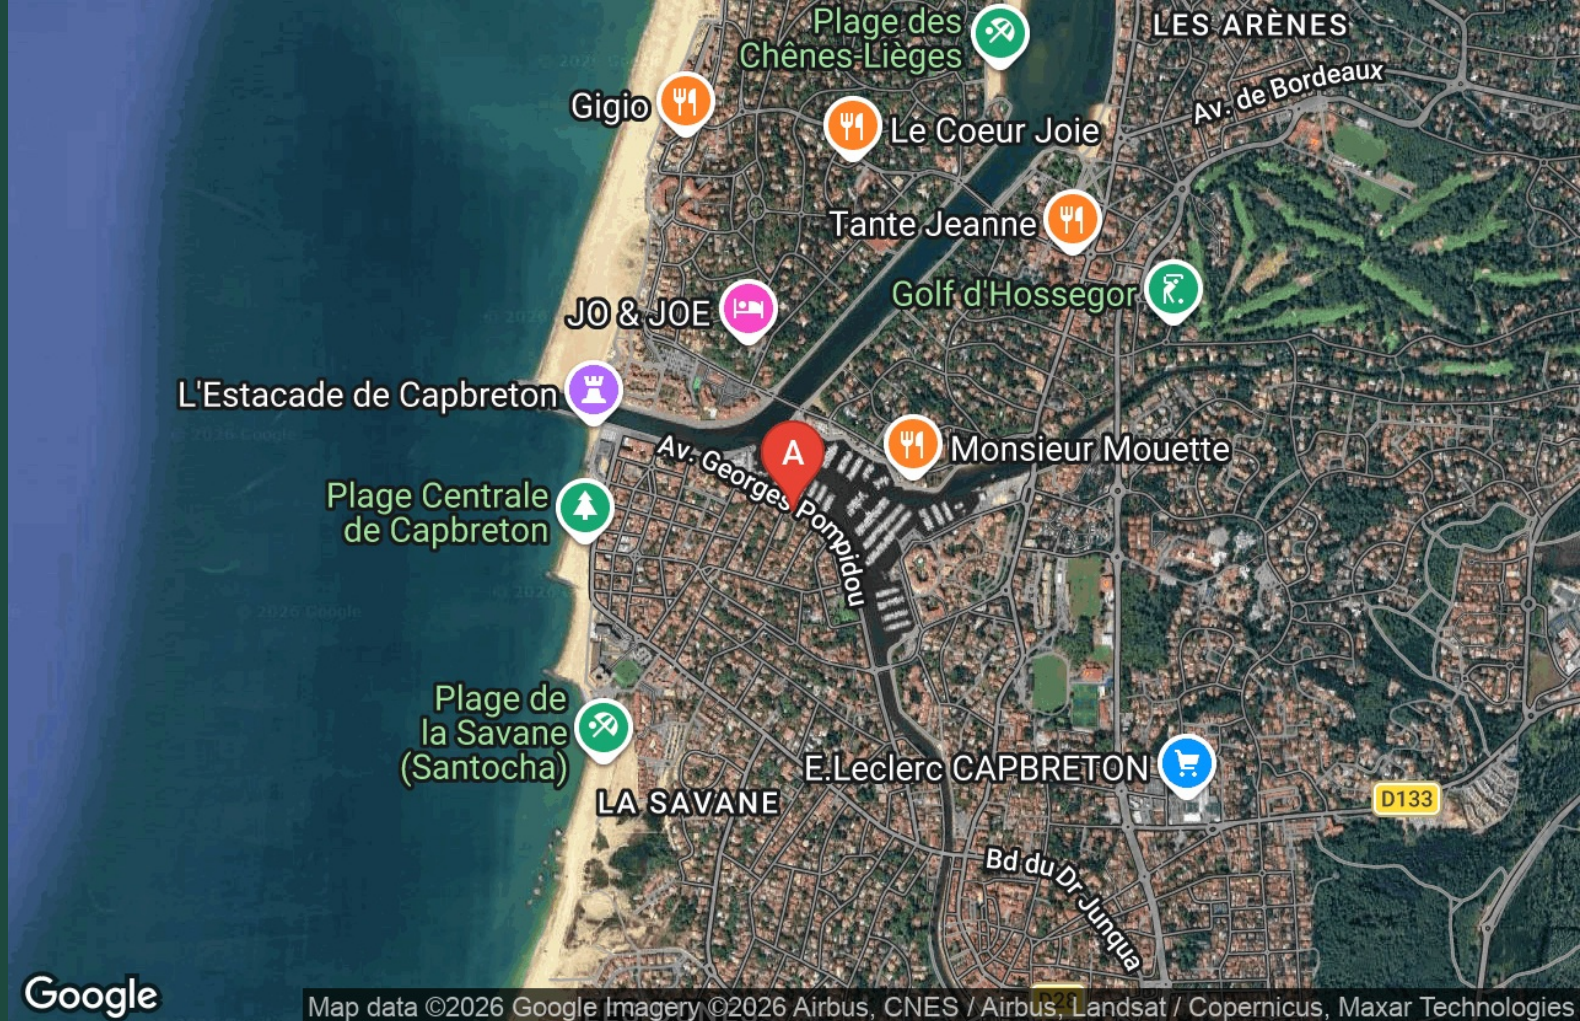 Plage des
Chênes-Lièges
LES ARÈNES
Av. de Bordeaux
Gigio
Le Coeur Joie
Tante Jeanne
Golf d'Hossegor
JO & JOE
L'Estacade de Capbreton
A
Av. Georges Pompidou
Monsieur Mouette
Plage Centrale
de Capbreton
© 2026 Google
Plage de
la Savane
(Santocha)
E.Leclerc CAPBRETON
LA SAVANE
D133
Bd du Dr Junqua
D28
Google
Map data ©2026 Google Imagery ©2026 Airbus, CNES / Airbus, Landsat / Copernicus, Maxar Technologies